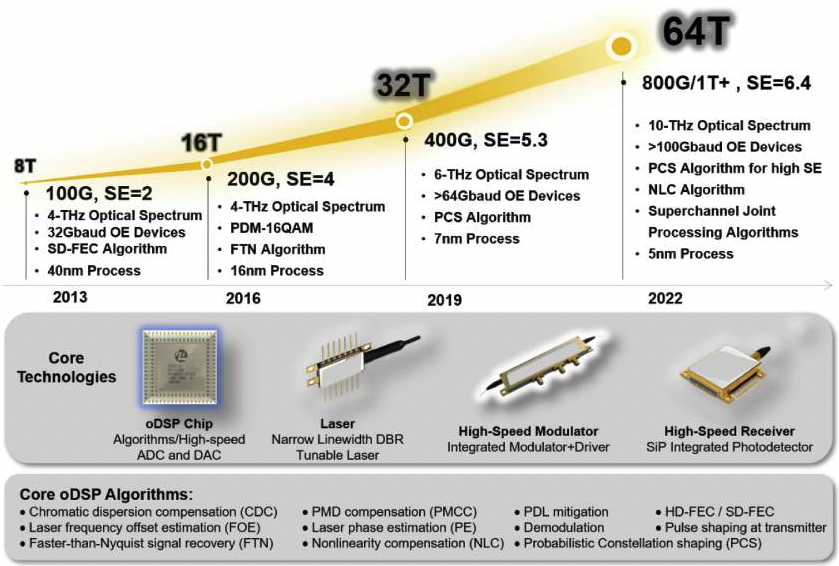 64T
800G/1T+ , SE=6.4
• 10-THz Optical Spectrum
• >100Gbaud OE Devices
• PCS Algorithm for high SE
• NLC Algorithm
• Superchannel Joint
Processing Algorithms
• 5nm Process
32T
400G, SE=5.3
• 6-THz Optical Spectrum
• >64Gbaud OE Devices
• PCS Algorithm
• 7nm Process
16T
200G, SE=4
• 4-THz Optical Spectrum
• PDM-16QAM
• FTN Algorithm
• 16nm Process
8T
100G, SE=2
• 4-THz Optical Spectrum
• 32Gbaud OE Devices
• SD-FEC Algorithm
• 40nm Process
2013
2016
2019
2022
Core
Technologies
oDSP Chip
Algorithms/High-speed
ADC and DAC
Laser
Narrow Linewidth DBR
Tunable Laser
High-Speed Modulator
Integrated Modulator+Driver
High-Speed Receiver
SiP Integrated Photodetector
Core oDSP Algorithms:
• Chromatic dispersion compensation (CDC)
• Laser frequency offset estimation (FOE)
• Faster-than-Nyquist signal recovery (FTN)
• PMD compensation (PMCC)
• Laser phase estimation (PE)
• Nonlinearity compensation (NLC)
• PDL mitigation
• Demodulation
• Probabilistic Constellation shaping (PCS)
• HD-FEC / SD-FEC
• Pulse shaping at transmitter